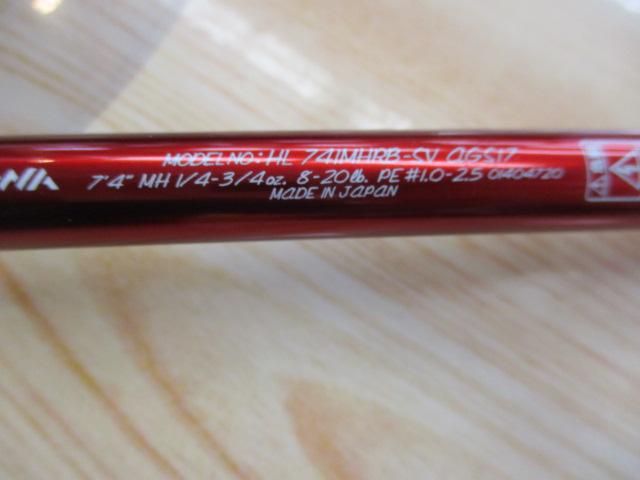 MODEL NO: HL 741MHRB-SV AGS17
7'4" MH 1/4-3/4oz. 8-20lb. PE #1.0-2.5 01404720
MADE IN JAPAN